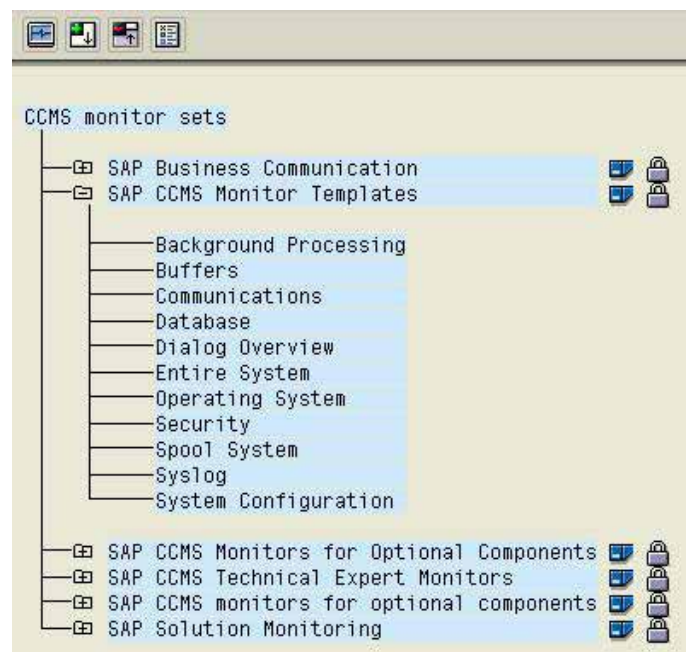 CCMS monitor sets
SAP Business Communication
SAP CCMS Monitor Templates
Background Processing
Buffers
Communications
Database
Dialog Overview
Entire System
Operating System
Security
Spool System
Syslog
System Configuration
SAP CCMS Monitors for Optional Components
SAP CCMS Technical Expert Monitors
SAP CCMS monitors for optional components
SAP Solution Monitoring